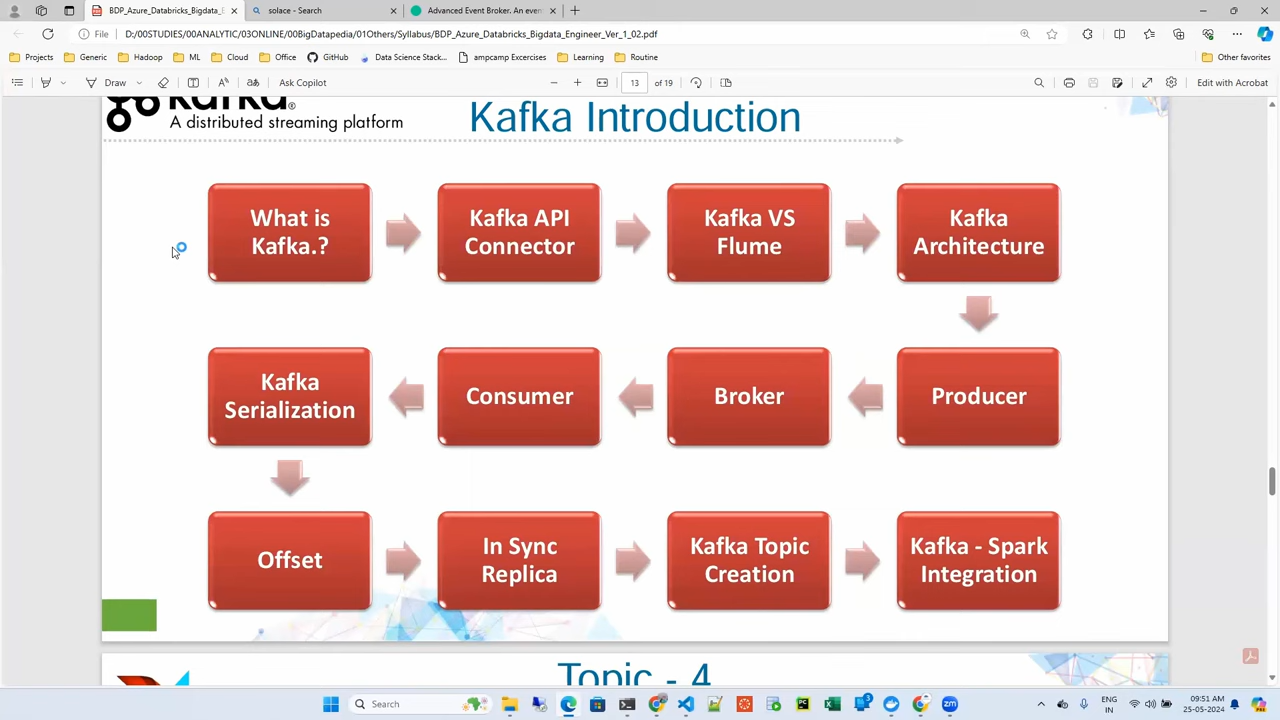 BDP_Azure_Databricks_Bigdata_E
solace - Search
Advanced Event Broker. An even
File
D:/00STUDIES/00ANALYTIC/03ONLINE/00BigDatapedia/01Others/Syllabus/BDP_Azure_Databricks_Bigdata_Engineer_Ver_1_02.pdf
Projects
Generic
Hadoop
ML
Cloud
Office
GitHub
Data Science Stack...
ampcamp Exercises
Learning
Routine
Other favorites
Draw
Ask Copilot
13 of 19
Edit with Acrobat
kafka®
A distributed streaming platform
Kafka Introduction
What is
Kafka.?
Kafka API
Connector
Kafka VS
Flume
Kafka
Architecture
Producer
Broker
Consumer
Kafka
Serialization
Offset
In Sync
Replica
Kafka Topic
Creation
Kafka - Spark
Integration
Topic - 4
Search
ENG
IN
09:51 AM
25-05-2024